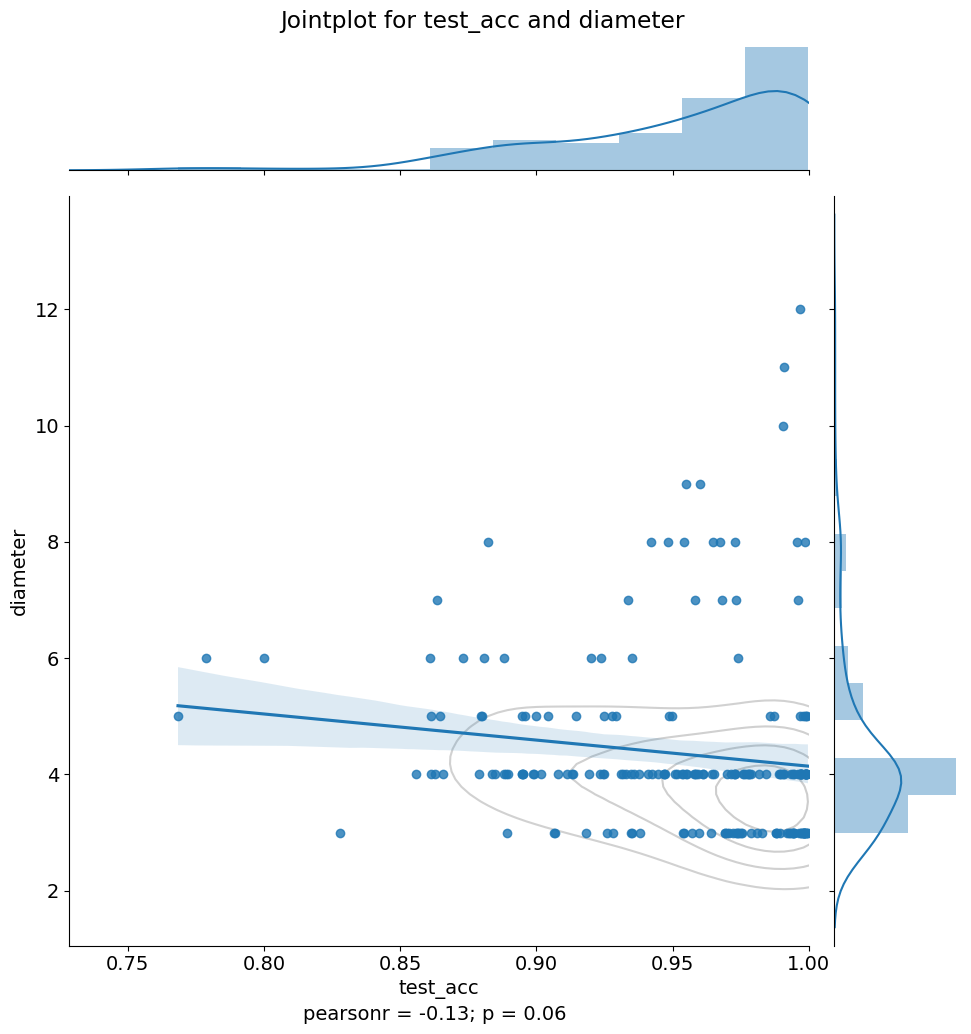 Jointplot for test_acc and diameter
12
10
8
6
4
2
diameter
0.75 0.80 0.85 0.90 0.95 1.00
test_acc
pearsonr = -0.13; p = 0.06